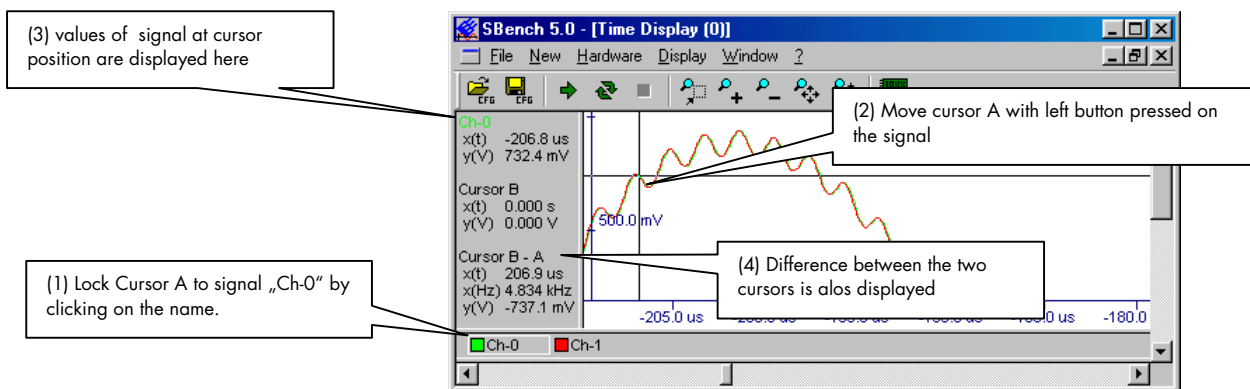 (3) values of signal at cursor
position are displayed here
SBench 5.0 - [Time Display (0)]
File New Hardware Display Window ?
CFG CFG
(2) Move cursor A with left button pressed on
the signal
Ch-0
x(t) -206.8 us
y(V) 732.4 mV
Cursor B
x(t) 0.000 s
y(V) 0.000 V
500.0 mV
Cursor B - A
x(t) 206.9 us
x(Hz) 4.834 kHz
y(V) -737.1 mV
(4) Difference between the two
cursors is alos displayed
(1) Lock Cursor A to signal „Ch-0“ by
clicking on the name.
-205.0 us
0 us
-180.0
Ch-0 Ch-1